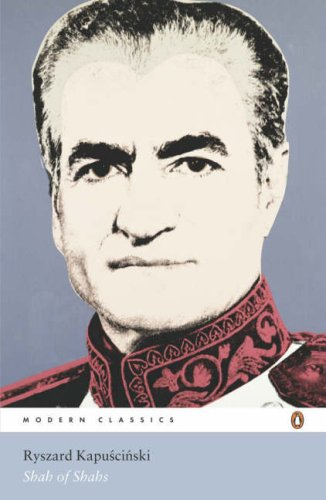 MODERN CLASSICS
Ryszard Kapuściński
Shah of Shahs